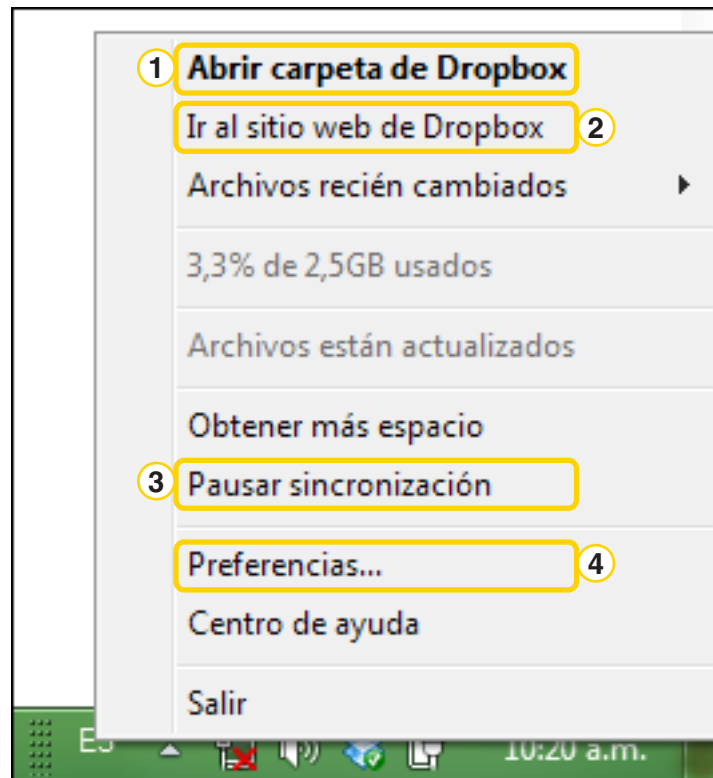 1 Abrir carpeta de Dropbox
Ir al sitio web de Dropbox 2
Archivos recién cambiados
3,3% de 2,5GB usados
Archivos están actualizados
Obtener más espacio
3 Pausar sincronización
Preferencias... 4
Centro de ayuda
Salir
ES 10:20 a.m.